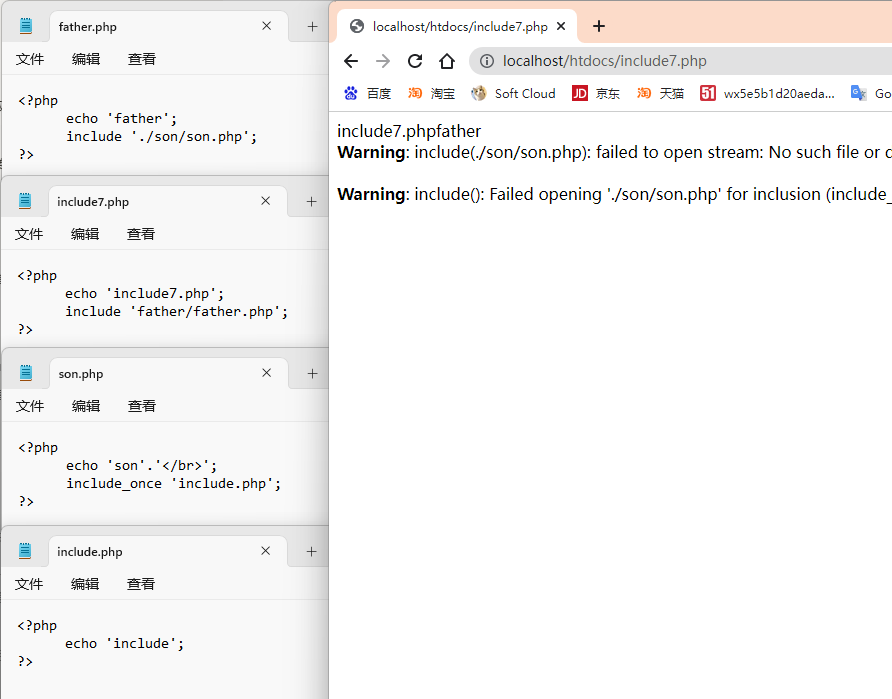 father.php
文件 编辑 查看
<?php
echo 'father';
include './son/son.php';
?>
include7.php
文件 编辑 查看
<?php
echo 'include7.php';
include 'father/father.php';
?>
son.php
文件 编辑 查看
<?php
echo 'son'.'</br>';
include_once 'include.php';
?>
include.php
文件 编辑 查看
<?php
echo 'include';
?>
localhost/htdocs/include7.php
localhost/htdocs/include7.php
百度 淘 淘宝 Soft Cloud JD 京东 淘 天猫 51 wx5e5b1d20aeda... Go
include7.phpfather
Warning: include(./son/son.php): failed to open stream: No such file or d
Warning: include(): Failed opening './son/son.php' for inclusion (include_